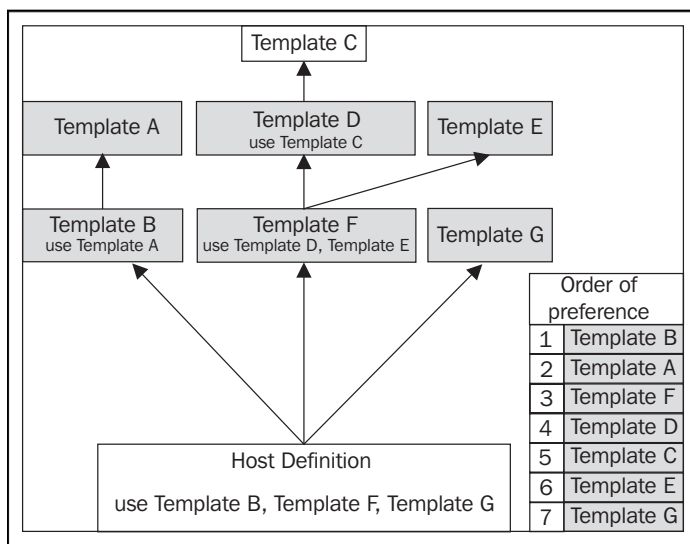 Template C
Template A
Template D
use Template C
Template E
Template B
use Template A
Template F
use Template D, Template E
Template G
Order of
preference
1 Template B
2 Template A
3 Template F
4 Template D
5 Template C
6 Template E
7 Template G
Host Definition
use Template B, Template F, Template G